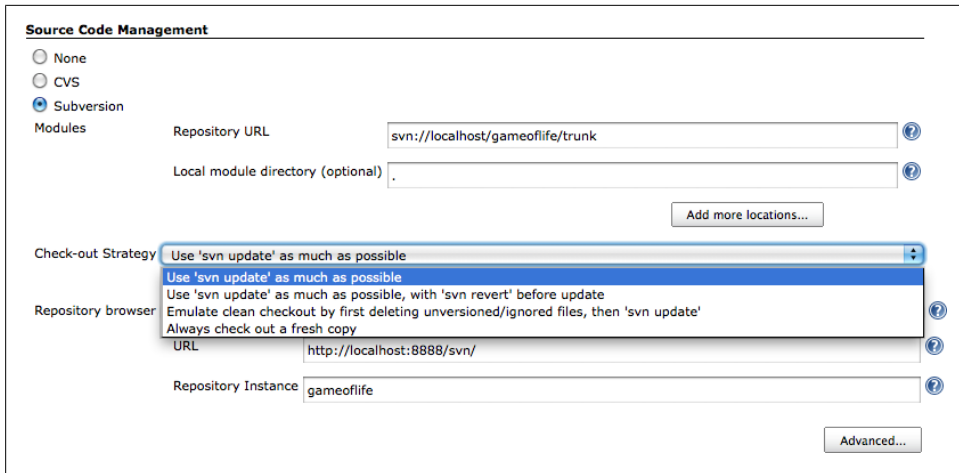 Source Code Management
None
CVS
Subversion
Modules
Repository URL
svn://localhost/gameoflife/trunk
Local module directory (optional)
.
Add more locations...
Check-out Strategy
Use 'svn update' as much as possible
Use 'svn update' as much as possible
Use 'svn update' as much as possible, with 'svn revert' before update
Emulate clean checkout by first deleting unversioned/ignored files, then 'svn update'
Always check out a fresh copy
Repository browser
URL
http://localhost:8888/svn/
Repository Instance
gameoflife
Advanced...